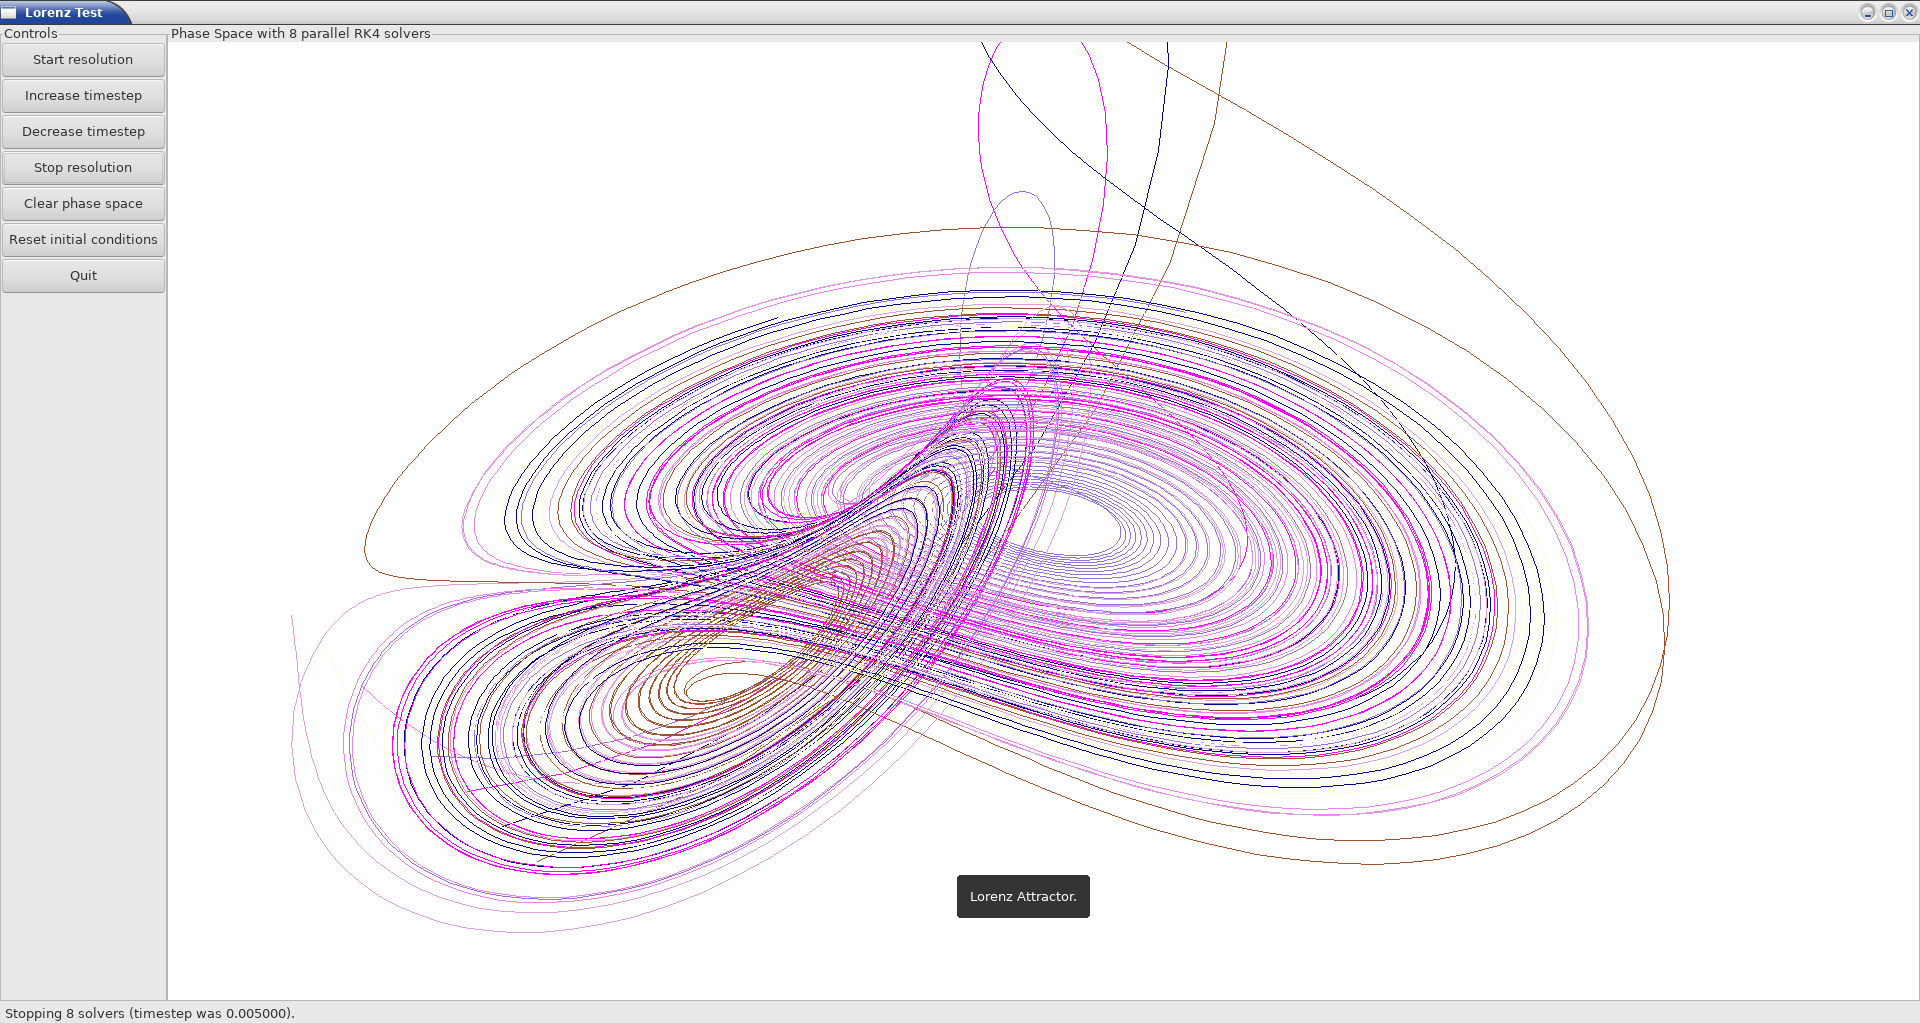 Lorenz Test
Controls
Phase Space with 8 parallel RK4 solvers
Start resolution
Increase timestep
Decrease timestep
Stop resolution
Clear phase space
Reset initial conditions
Quit
Lorenz Attractor.
Stopping 8 solvers (timestep was 0.005000).